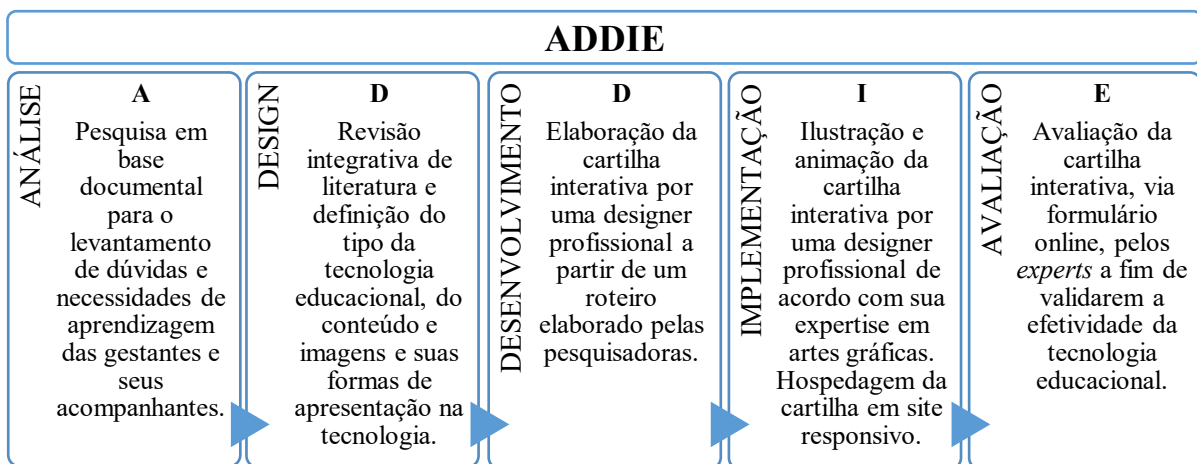 ADDIE
ANÁLISE
A
Pesquisa em
base
documental
para o
levantamento
de dúvidas e
necessidades de
aprendizagem
das gestantes e
seus
acompanhantes.
DESIGN
D
Revisão
integrativa de
literatura e
definição do
tipo da
tecnologia
educacional, do
conteúdo e
imagens e suas
formas de
apresentação na
tecnologia.
DESENVOLVIMENTO
D
Elaboração da
cartilha
interativa por
uma designer
profissional a
partir de um
roteiro
elaborado pelas
pesquisadoras.
IMPLEMENTAÇÃO
I
Ilustração e
animação da
cartilha
interativa por
uma designer
profissional de
acordo com sua
expertise em
artes gráficas.
Hospedagem da
cartilha em site
responsivo.
AVALIAÇÃO
E
Avaliação da
cartilha
interativa, via
formulário
online, pelos
experts a fim de
validarem a
efetividade da
tecnologia
educacional.